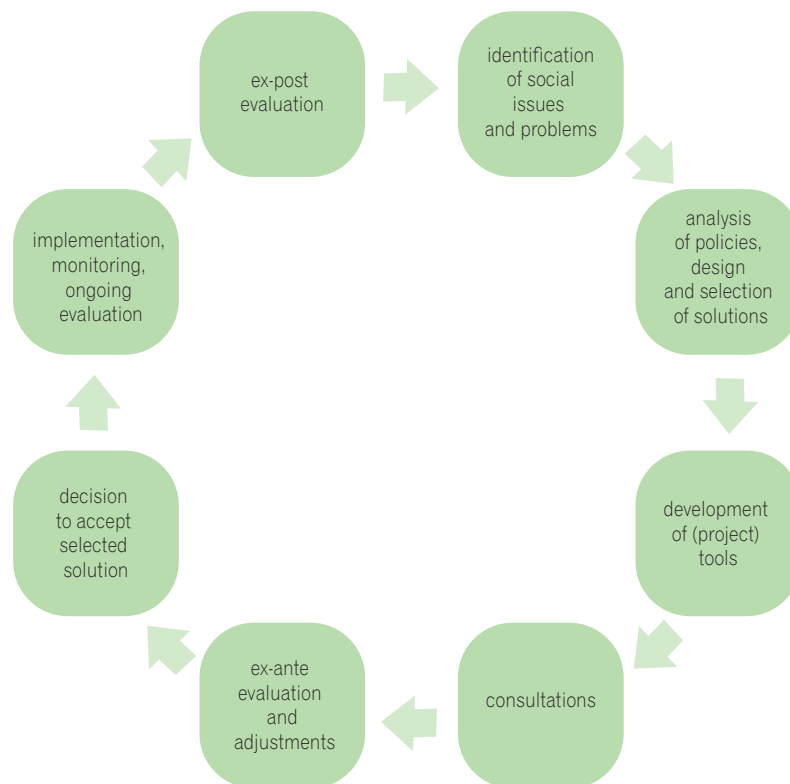 ex-post
evaluation
identification
of social
issues
and problems
analysis
of policies,
design
and selection
of solutions
development
of (project)
tools
consultations
ex-ante
evaluation
and
adjustments
decision
to accept
selected
solution
implementation,
monitoring,
ongoing
evaluation